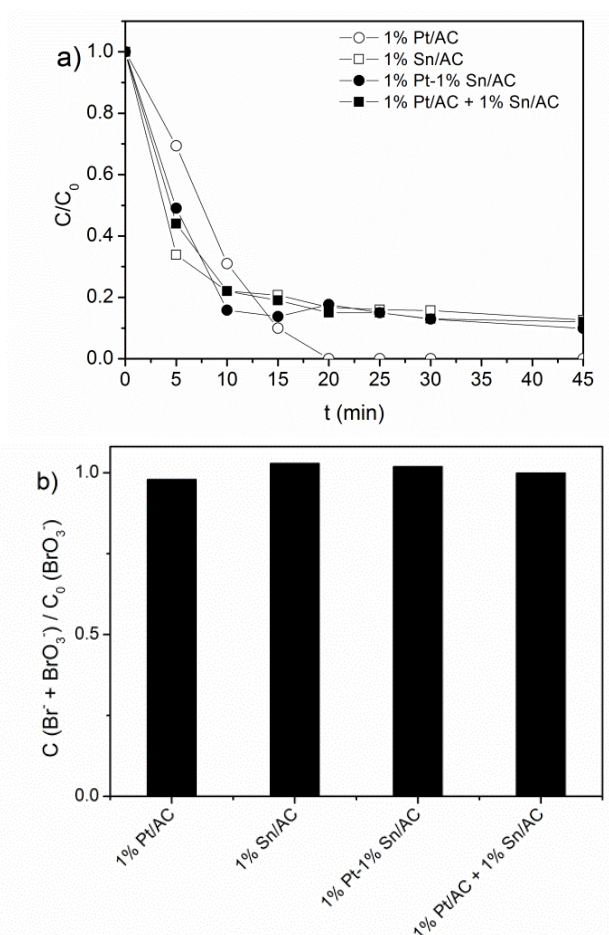 a)
1% Pt/AC
1% Sn/AC
1% Pt-1% Sn/AC
1% Pt/AC + 1% Sn/AC
1.0
0.8
0.6
0.4
0.2
0.0
C/C₀
0 5 10 15 20 25 30 35 40 45
t (min)
b)
1.0
0.5
0.0
C (Br⁻ + BrO₃⁻) / C₀ (BrO₃⁻)
1% Pt/AC
1% Sn/AC
1% Pt-1% Sn/AC
1% Pt/AC + 1% Sn/AC